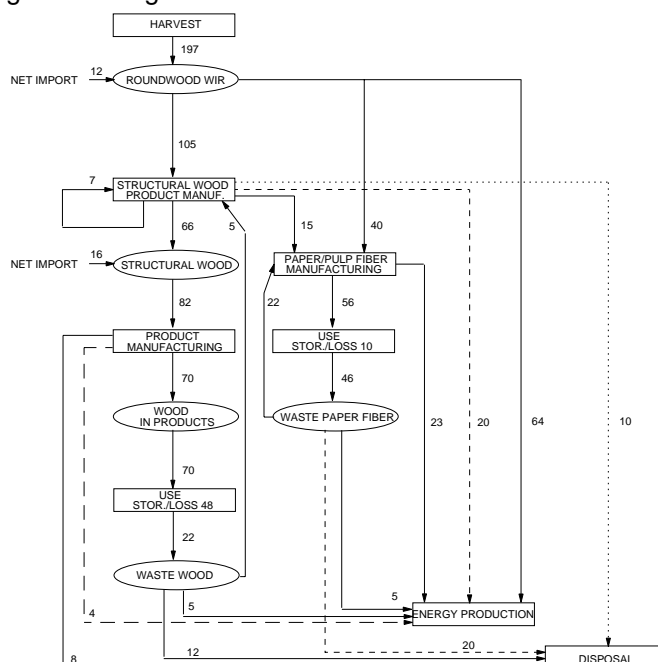 HARVEST
197
NET IMPORT
12
ROUNDWOOD WIR
105
7
STRUCTURAL WOOD
PRODUCT MANUF.
66
5
15
40
NET IMPORT
16
STRUCTURAL WOOD
PAPER/PULP FIBER
MANUFACTURING
82
22
56
PRODUCT
MANUFACTURING
USE
STOR./LOSS 10
70
46
WOOD
IN PRODUCTS
WASTE PAPER FIBER
23
20
64
10
70
USE
STOR./LOSS 48
22
WASTE WOOD
4
5
5
ENERGY PRODUCTION
8
12
20
DISPOSAL